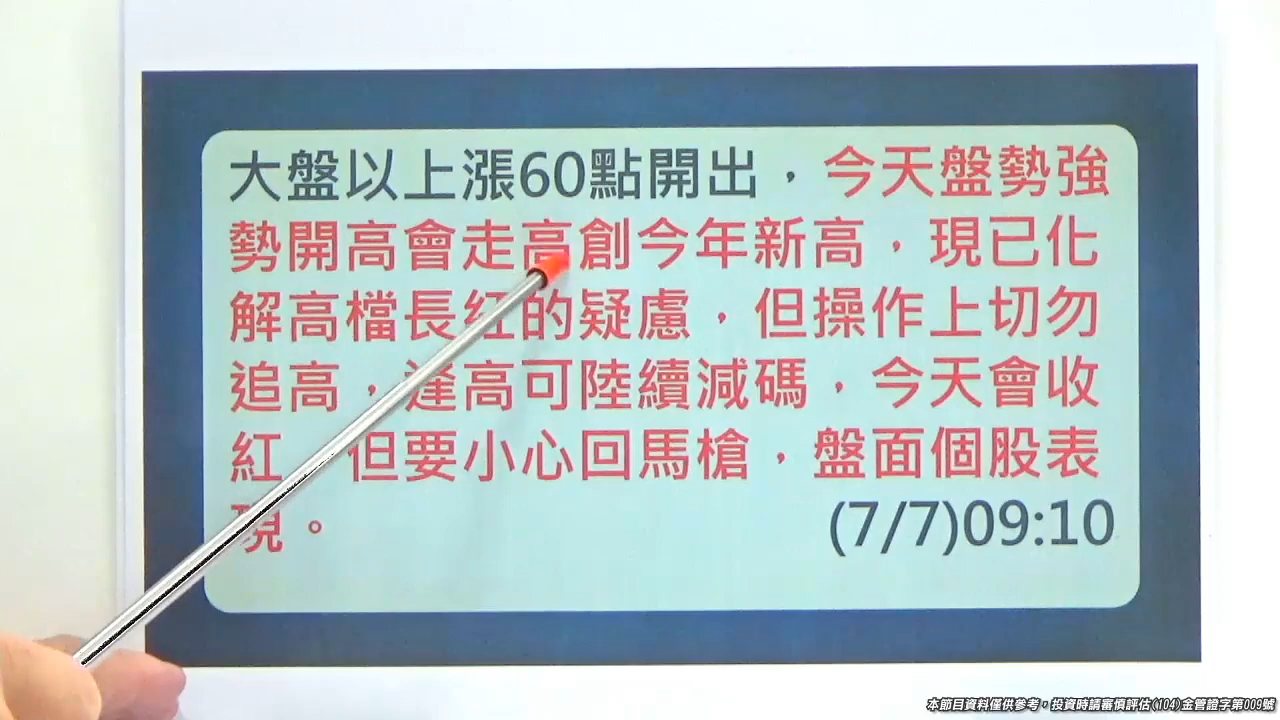 大盤以上漲60點開出，今天盤勢強
勢開高會走高創今年新高，現已化
解高檔長紅的疑慮，但操作上切勿
追高，逢高可陸續減碼，今天會收
紅 但要小心回馬槍，盤面個股表
現。 (7/7)09:10
本節目資料僅供參考，投資時請審慎評估(104)金管證字第009號